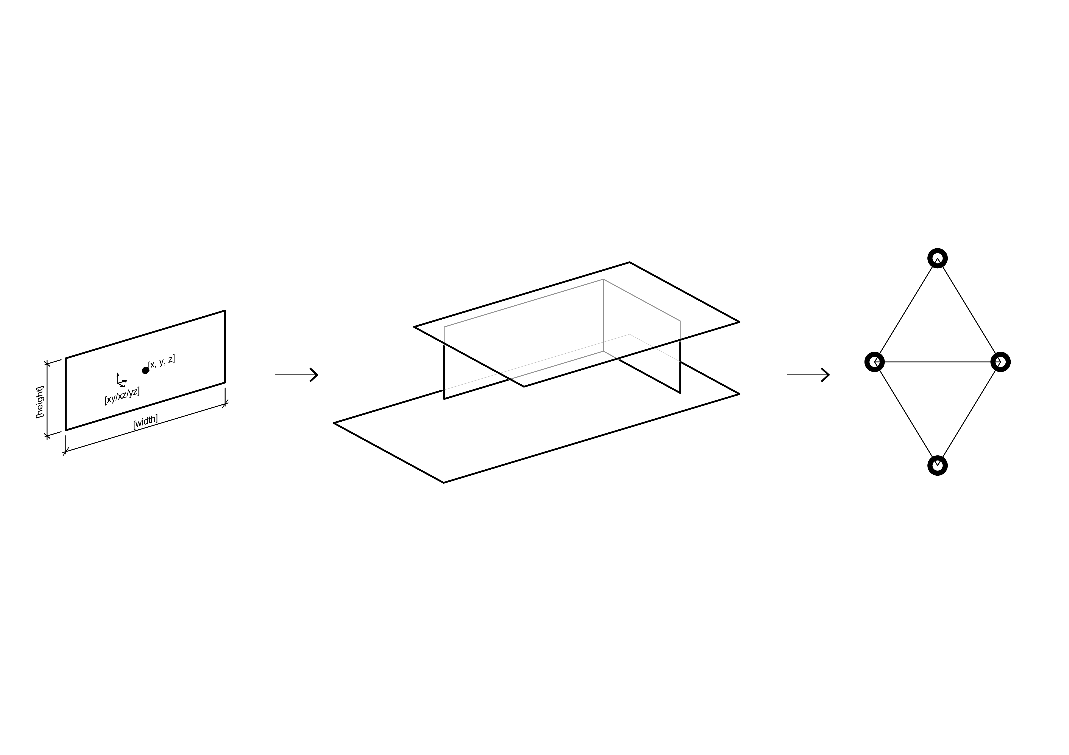 [x, y, z]
[xy/xz/yz]
[height]
[width]